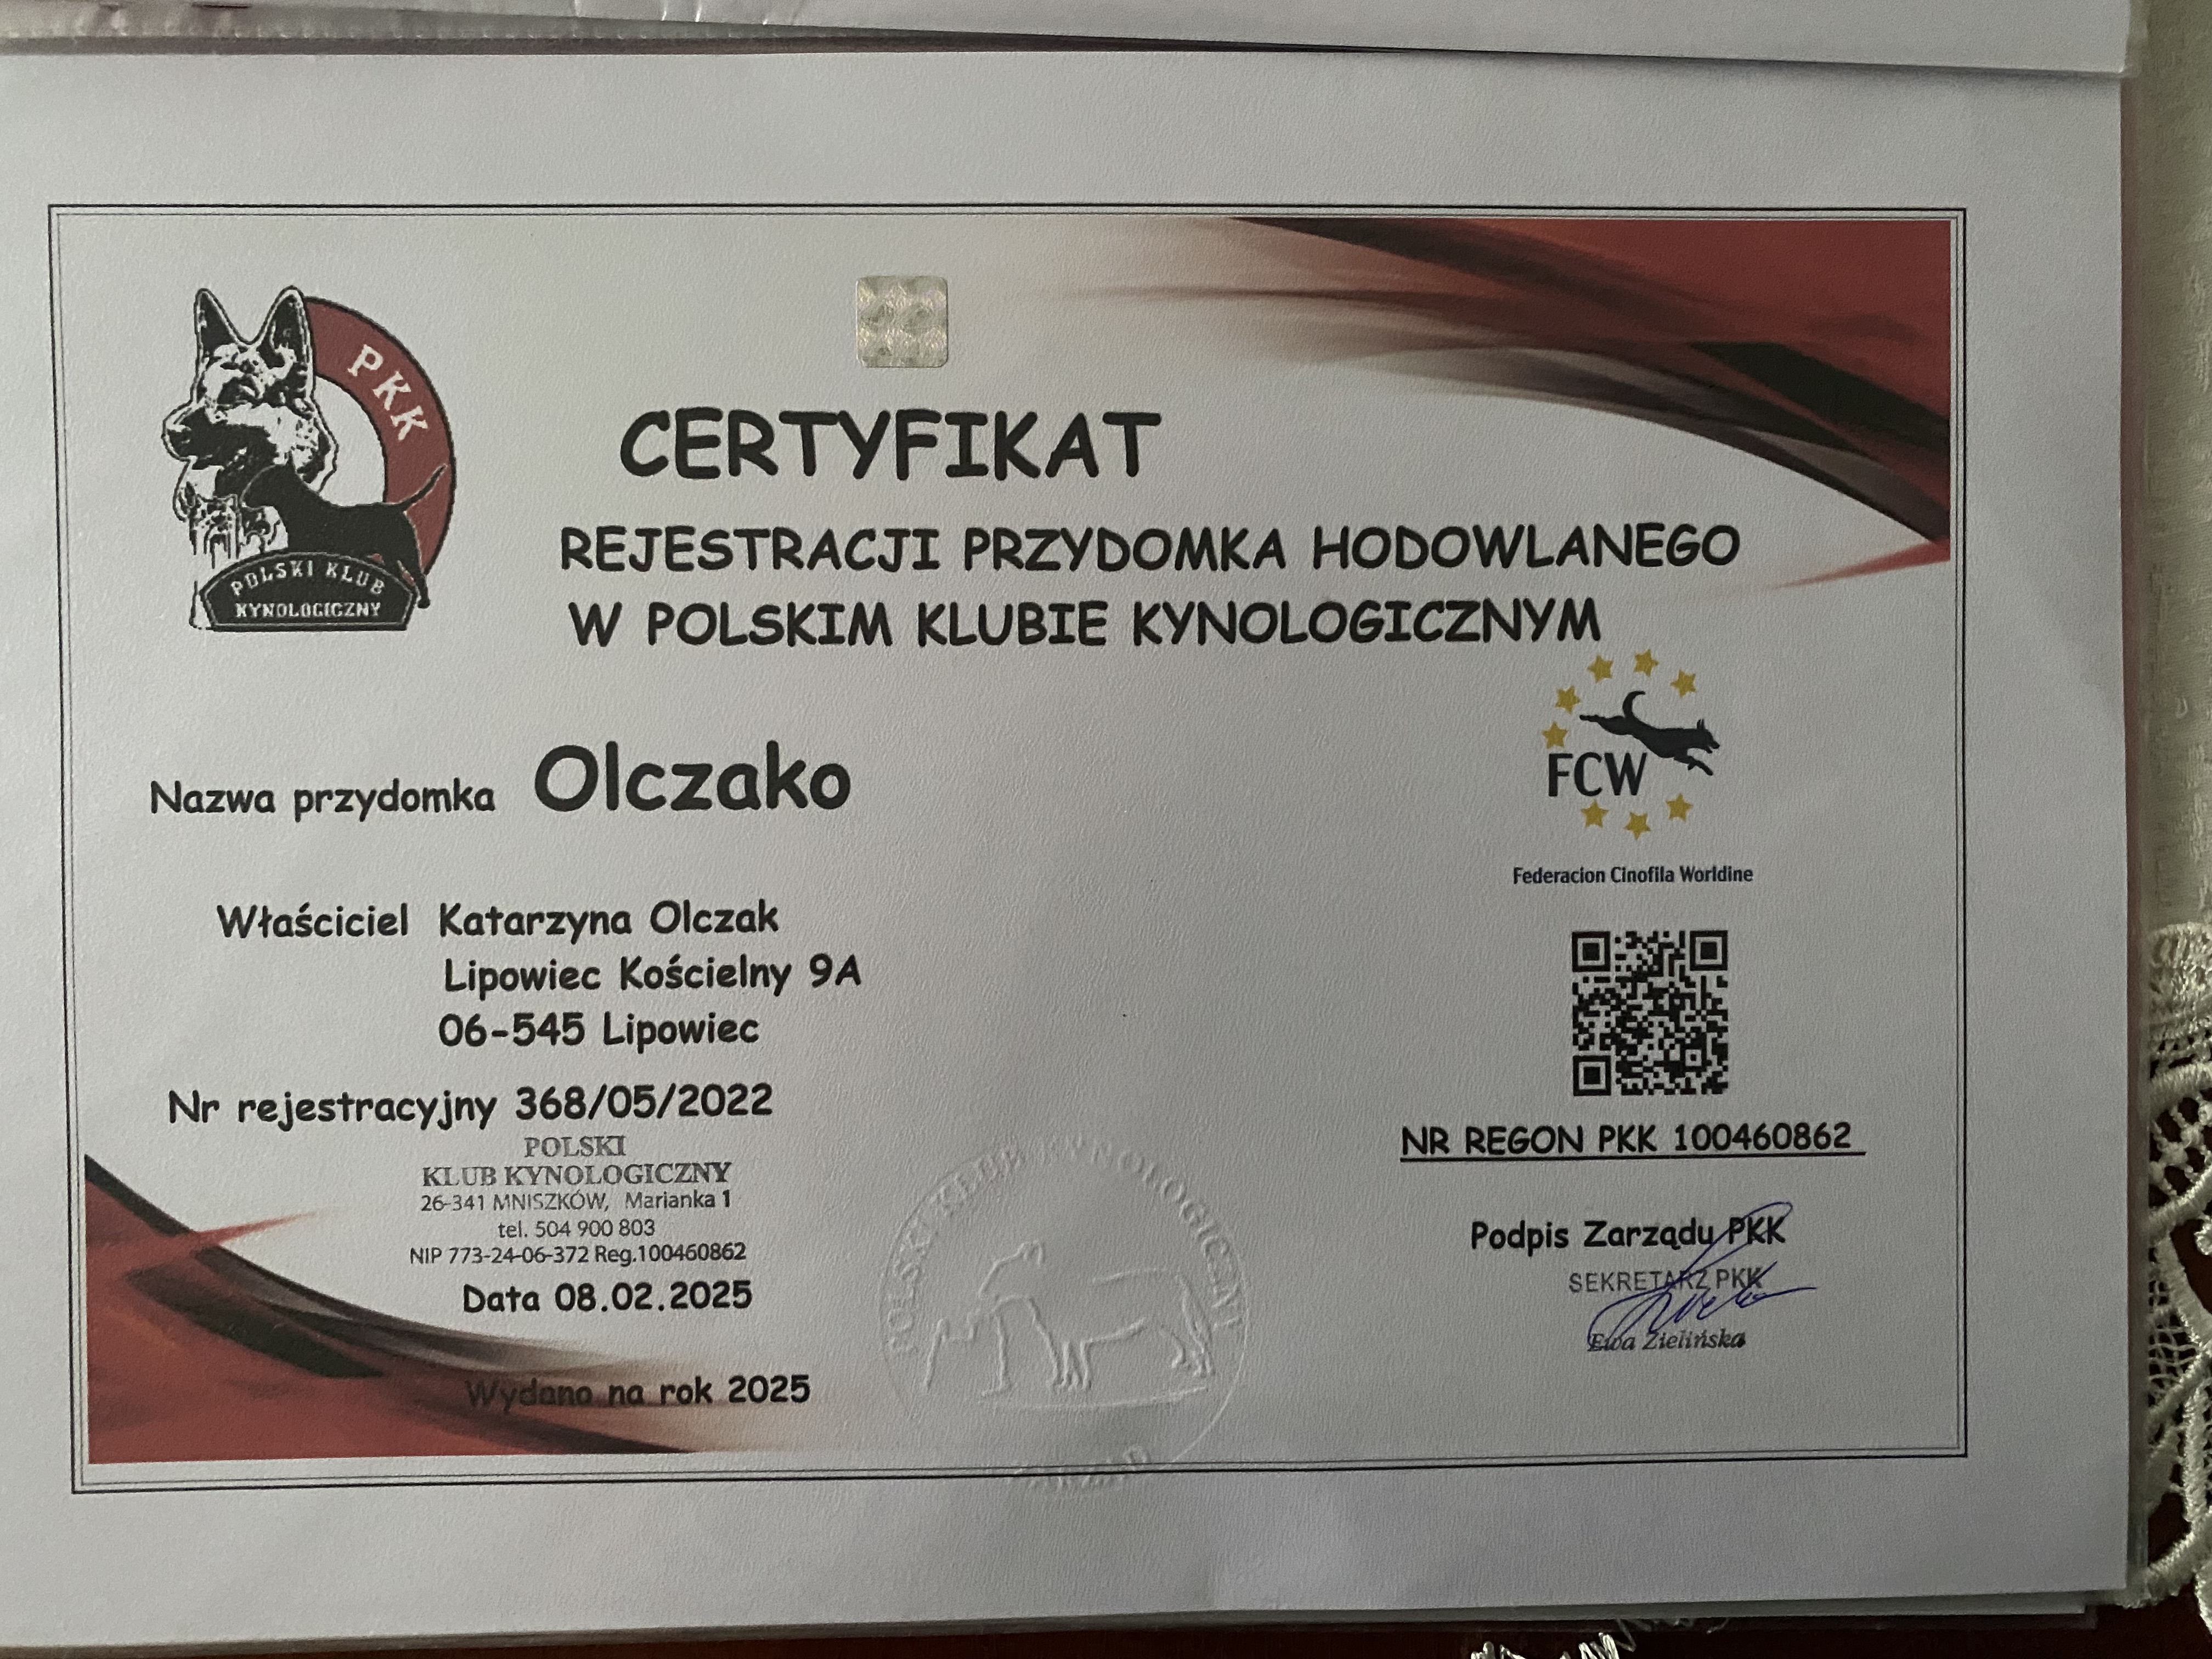 PKK
POLSKI KLUB
KYNOLOGICZNY
CERTYFIKAT
REJESTRACJI PRZYDOMKA HODOWLANEGO
W POLSKIM KLUBIE KYNOLOGICZNYM
FCW
Federacion Cinofila Worldine
Nazwa przydomka Olczako
Właściciel Katarzyna Olczak
Lipowiec Kościelny 9A
06-545 Lipowiec
Nr rejestracyjny 368/05/2022
POLSKI
KLUB KYNOLOGICZNY
26-341 MNISZKÓW, Marianka 1
tel. 504 900 803
NIP 773-24-06-372 Reg.100460862
Data 08.02.2025
Wydano na rok 2025
POLSKI KLUB KYNOLOGICZNY
NR REGON PKK 100460862
Podpis Zarządu PKK
SEKRETARZ PKK
Ewa Zielińska